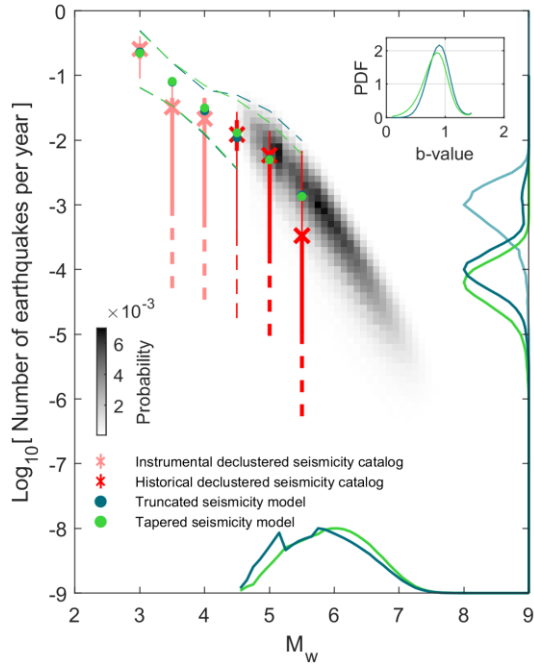 0
-1
-2
-3
-4
-5
-6
-7
-8
-9
Log10[ Number of earthquakes per year]
2 3 4 5 6 7 8 9
Mw
PDF
2
1
0
0 1 2
b-value
× 10-3
6
4
2
Probability
Instrumental declustered seismicity catalog
Historical declustered seismicity catalog
Truncated seismicity model
Tapered seismicity model